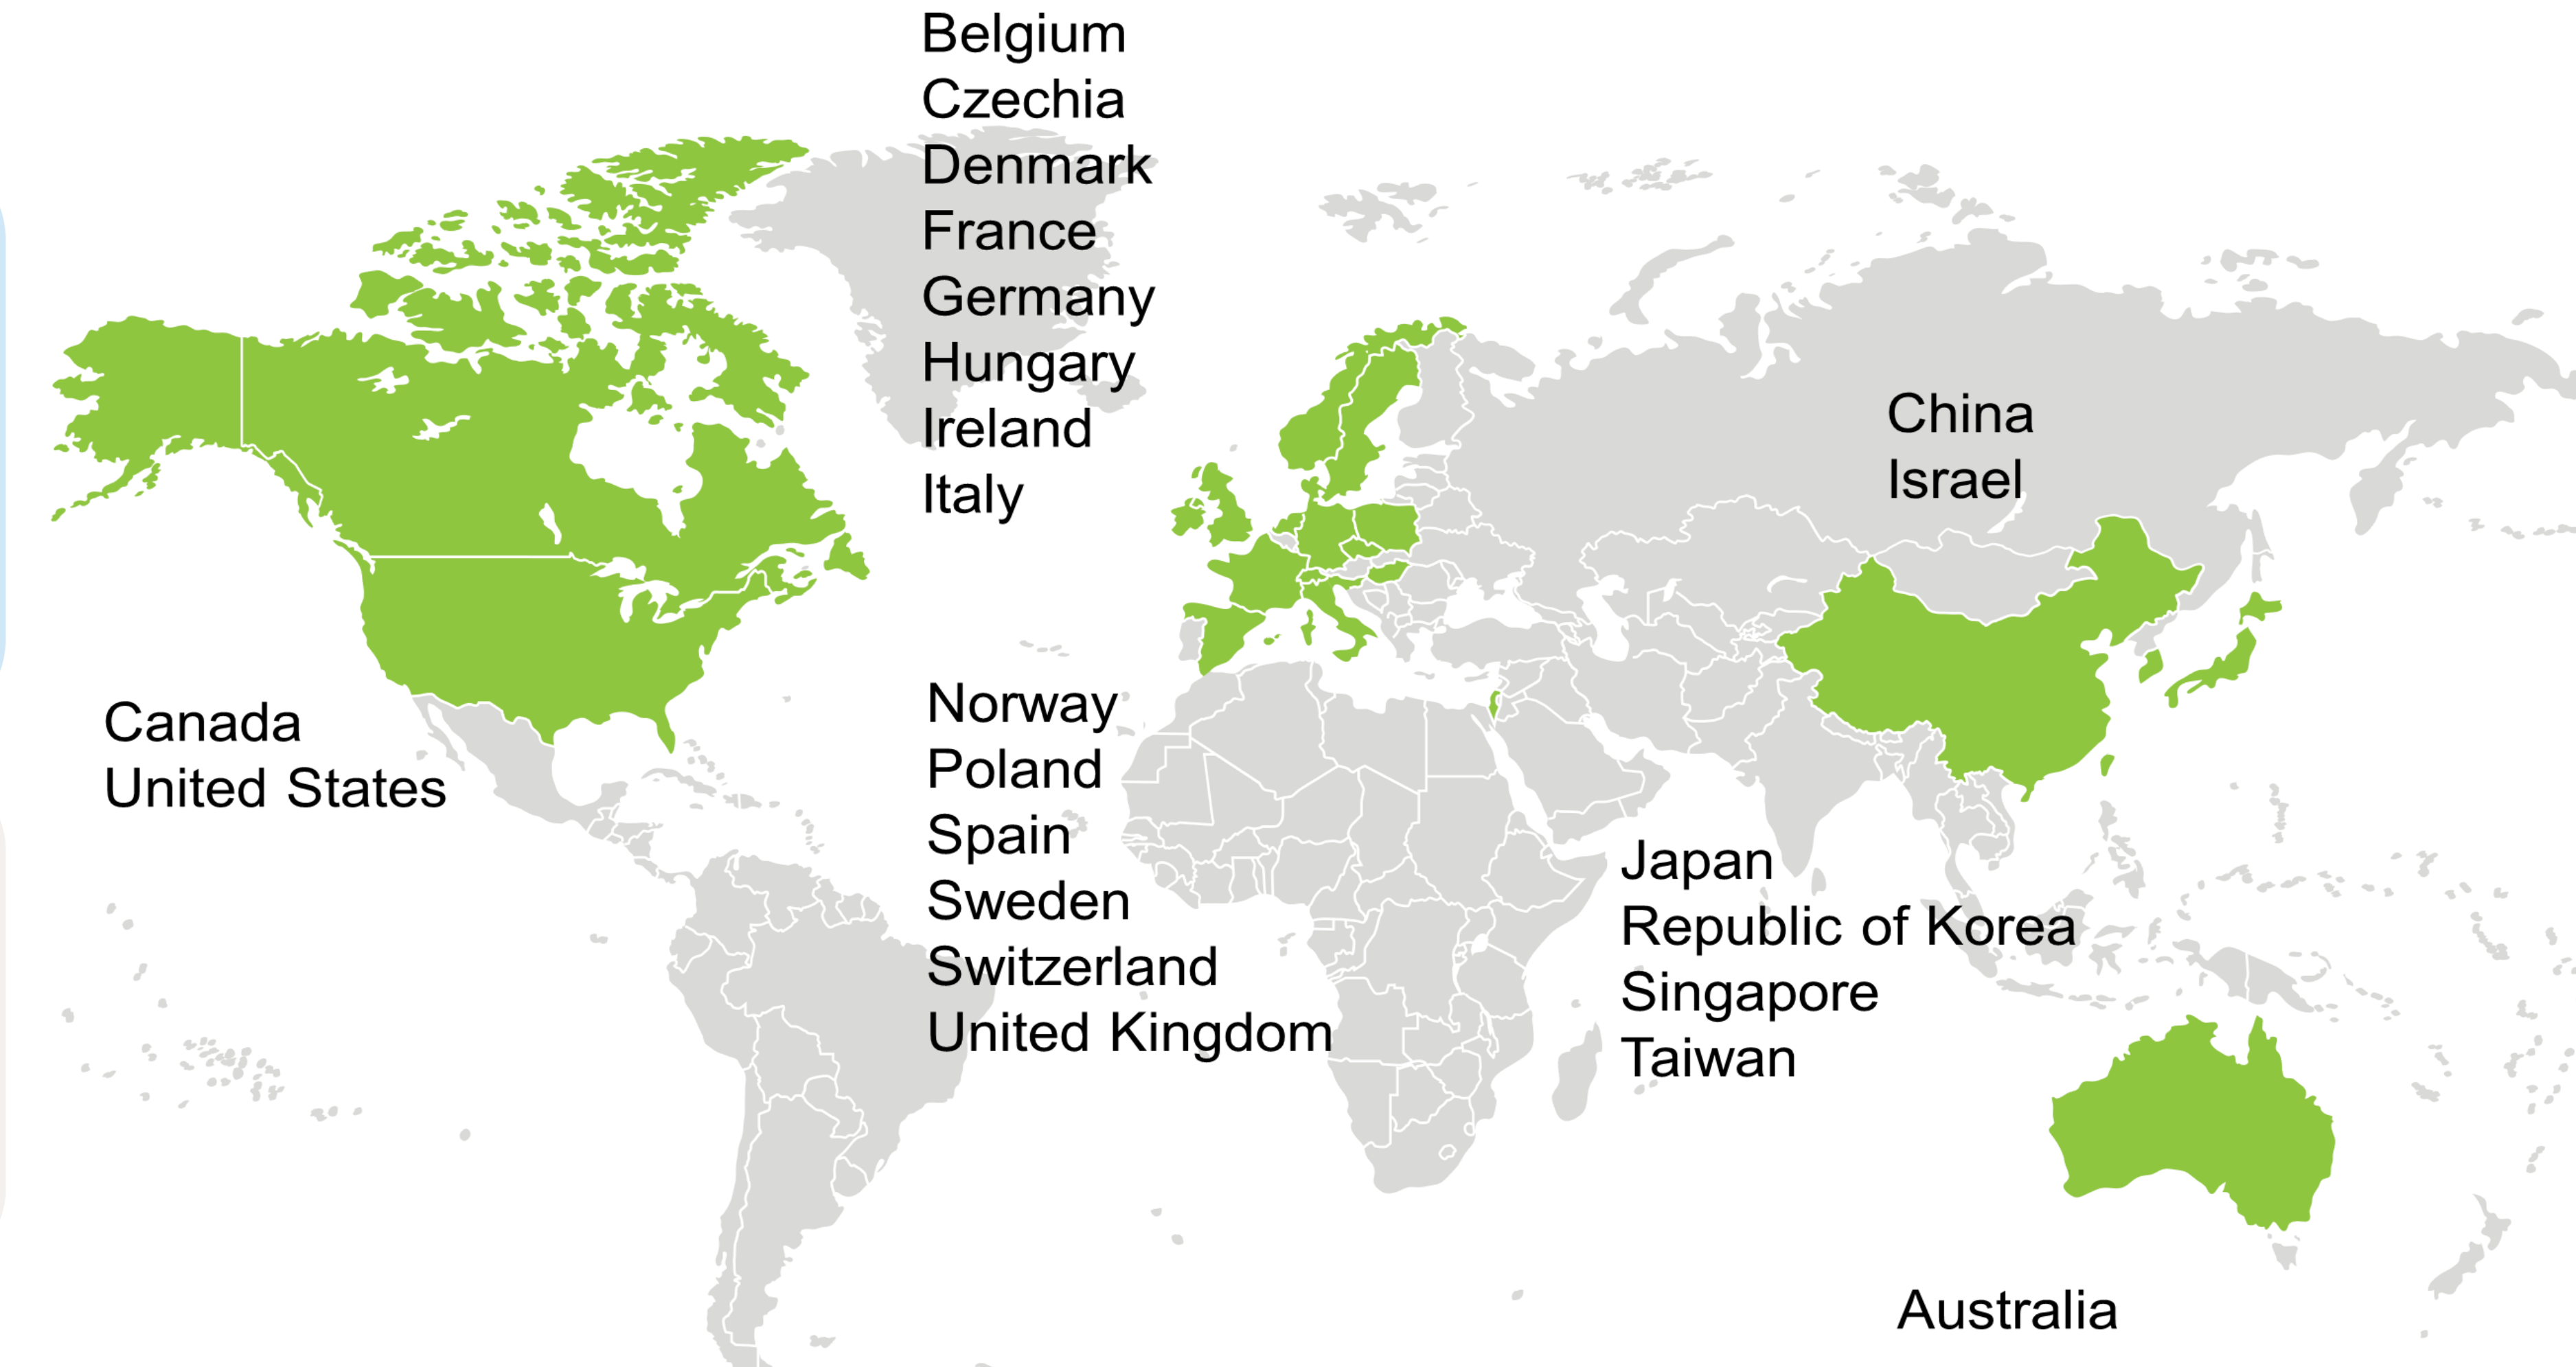 Belgium
Czechia
Denmark
France
Germany
Hungary
Ireland
Italy
China
Israel
Canada
United States
Norway
Poland
Spain
Sweden
Switzerland
United Kingdom
Japan
Republic of Korea
Singapore
Taiwan
Australia